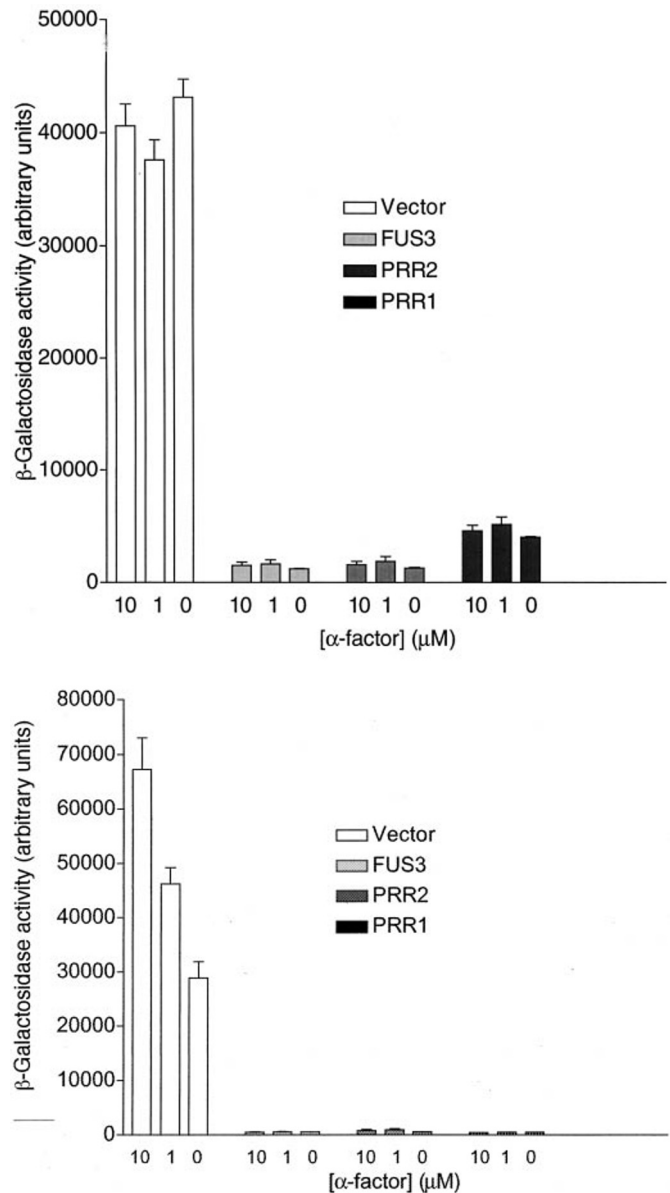 50000
40000
30000
20000
10000
0
β-Galactosidase activity (arbitrary units)
Vector
FUS3
PRR2
PRR1
10 1 0 10 1 0 10 1 0 10 1 0
[α-factor] (μM)
80000
70000
60000
50000
40000
30000
20000
10000
0
β-Galactosidase activity (arbitrary units)
Vector
FUS3
PRR2
PRR1
10 1 0 10 1 0 10 1 0 10 1 0
[α-factor] (μM)